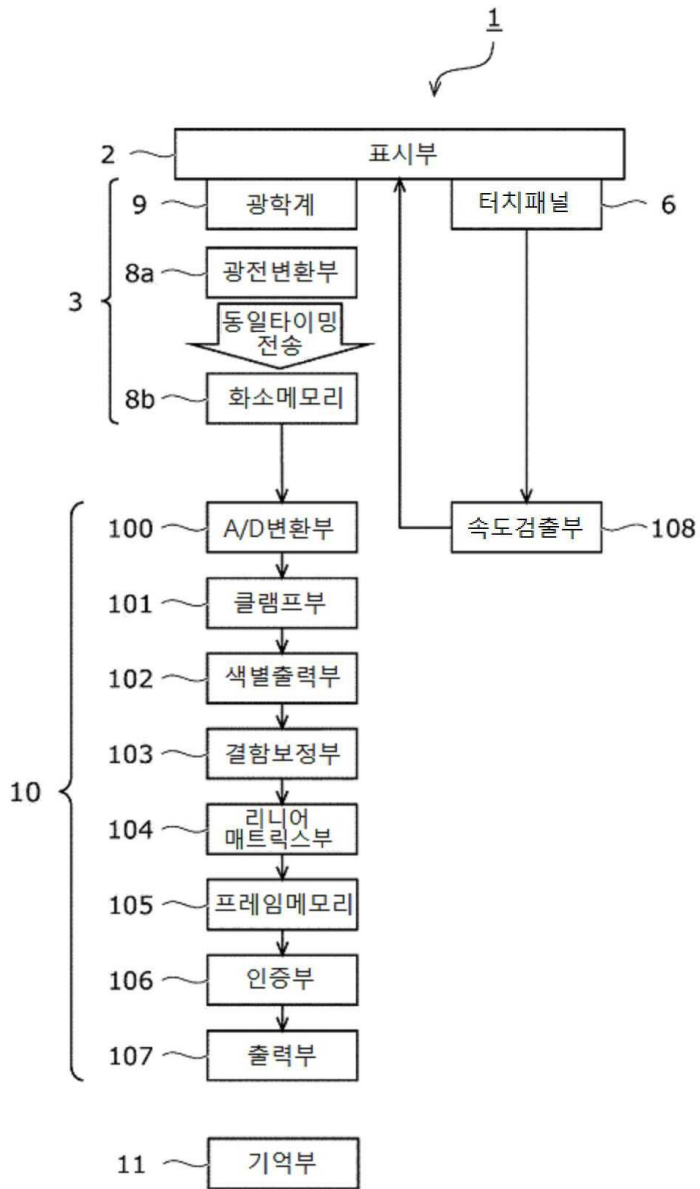 1
2 표시부
9 광학계 터치패널 6
8a 광전변환부
3
동일타이밍
전송
8b 화소메모리
100 A/D변환부 속도검출부 108
101 클램프부
102 색별출력부
103 결함보정부
10
104 리니어
매트릭스부
105 프레임메모리
106 인증부
107 출력부
11 기억부